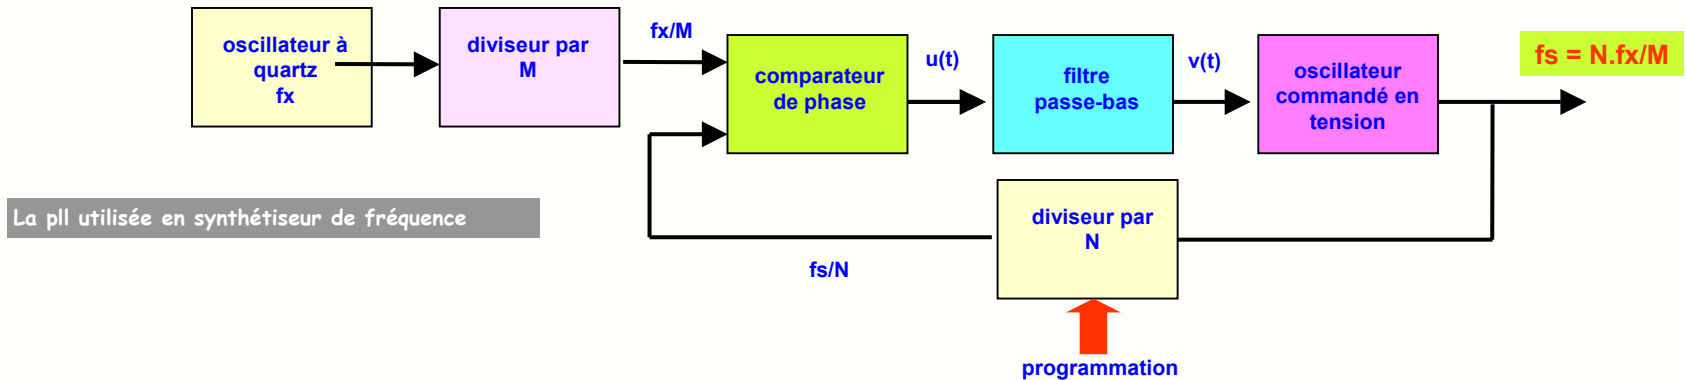 oscillateur à
quartz
fx
diviseur par
M
fx/M
comparateur
de phase
u(t)
filtre
passe-bas
v(t)
oscillateur
commandé en
tension
fs = N.fx/M
La pll utilisée en synthétiseur de fréquence
diviseur par
N
fs/N
programmation